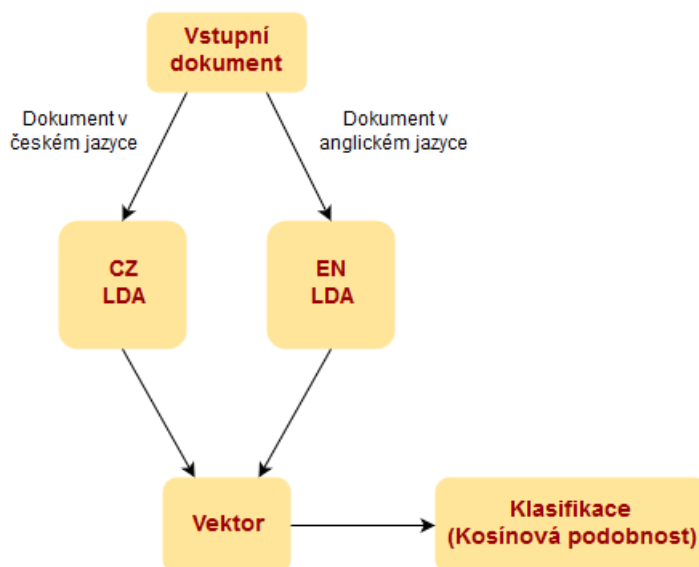 Vstupní
dokument
Dokument v
českém jazyce
Dokument v
anglickém jazyce
CZ
LDA
EN
LDA
Vektor
Klasifikace
(Kosínová podobnost)